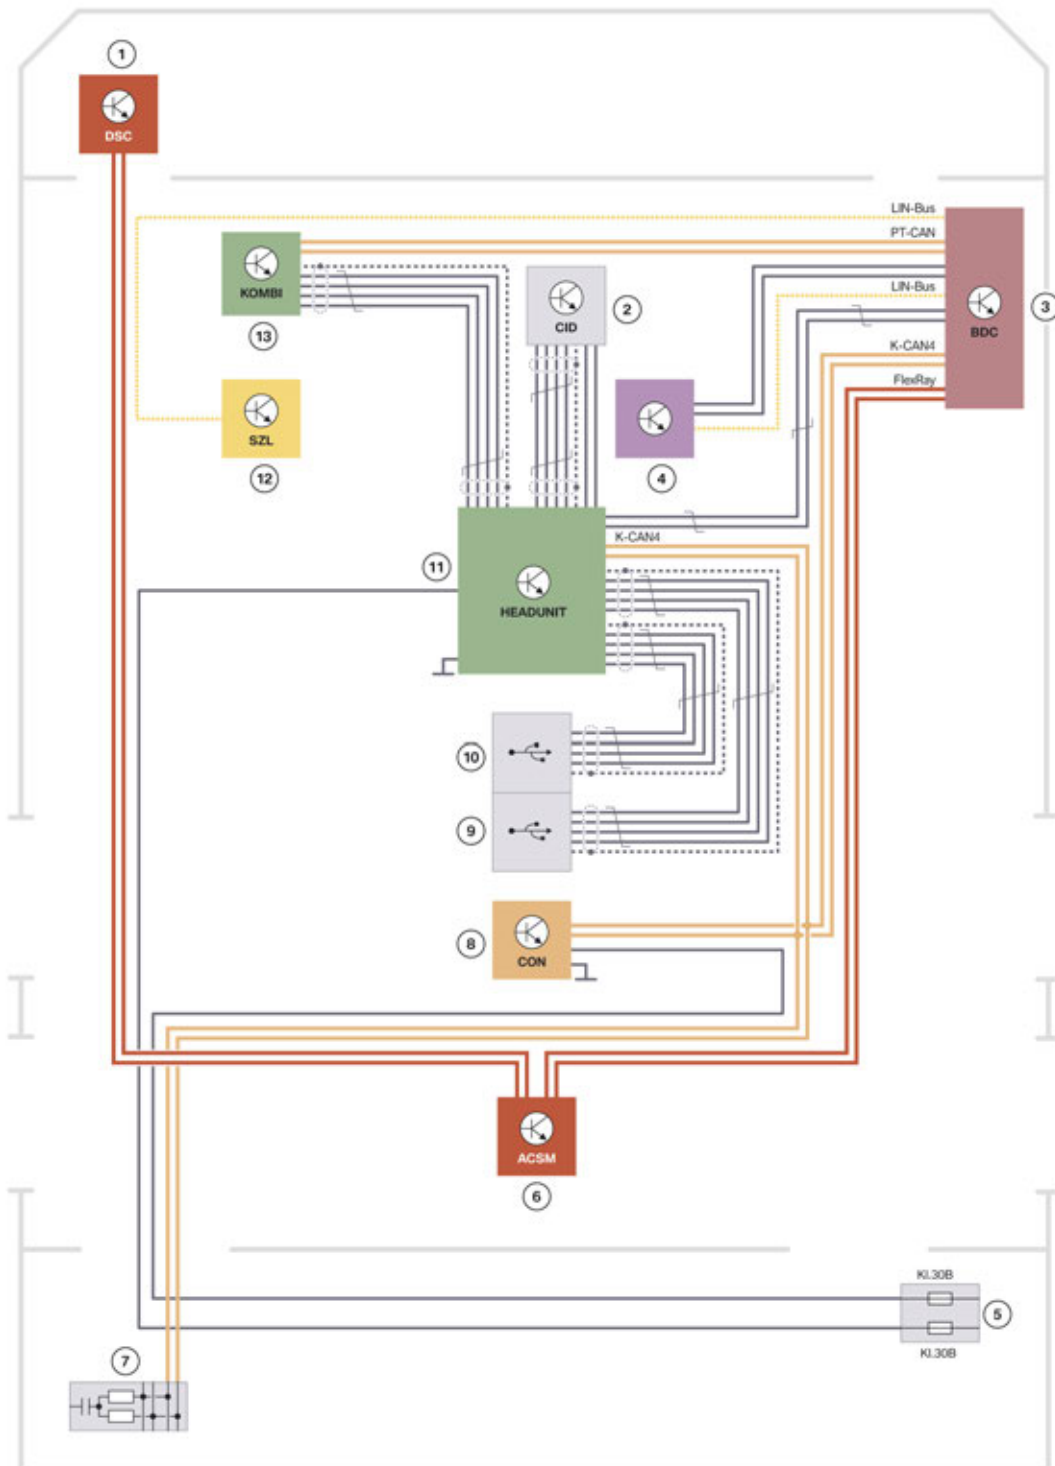 1
DSC
LIN-Bus
PT-CAN
KOMBI
13
CID
2
LIN-Bus
BDC
3
K-CAN4
FlexRay
SZL
12
4
K-CAN4
11
HEADUNIT
10
9
8
CON
ACSM
6
Kl.30B
5
Kl.30B
7